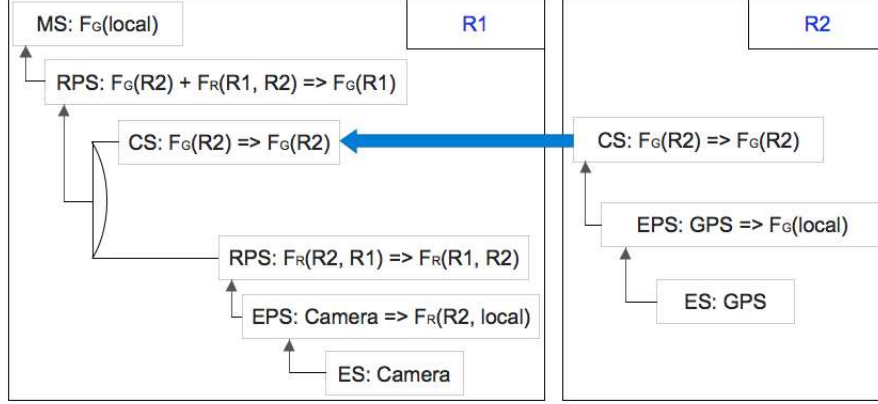 MS: FG(local)
R1
RPS: FG(R2) + FR(R1, R2) => FG(R1)
CS: FG(R2) => FG(R2)
RPS: FR(R2, R1) => FR(R1, R2)
EPS: Camera => FR(R2, local)
ES: Camera
R2
CS: FG(R2) => FG(R2)
EPS: GPS => FG(local)
ES: GPS